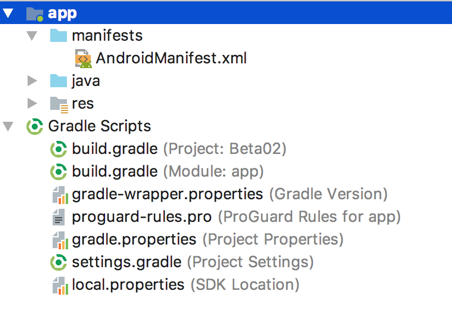 app
manifests
AndroidManifest.xml
java
res
Gradle Scripts
build.gradle (Project: Beta02)
build.gradle (Module: app)
gradle-wrapper.properties (Gradle Version)
proguard-rules.pro (ProGuard Rules for app)
gradle.properties (Project Properties)
settings.gradle (Project Settings)
local.properties (SDK Location)